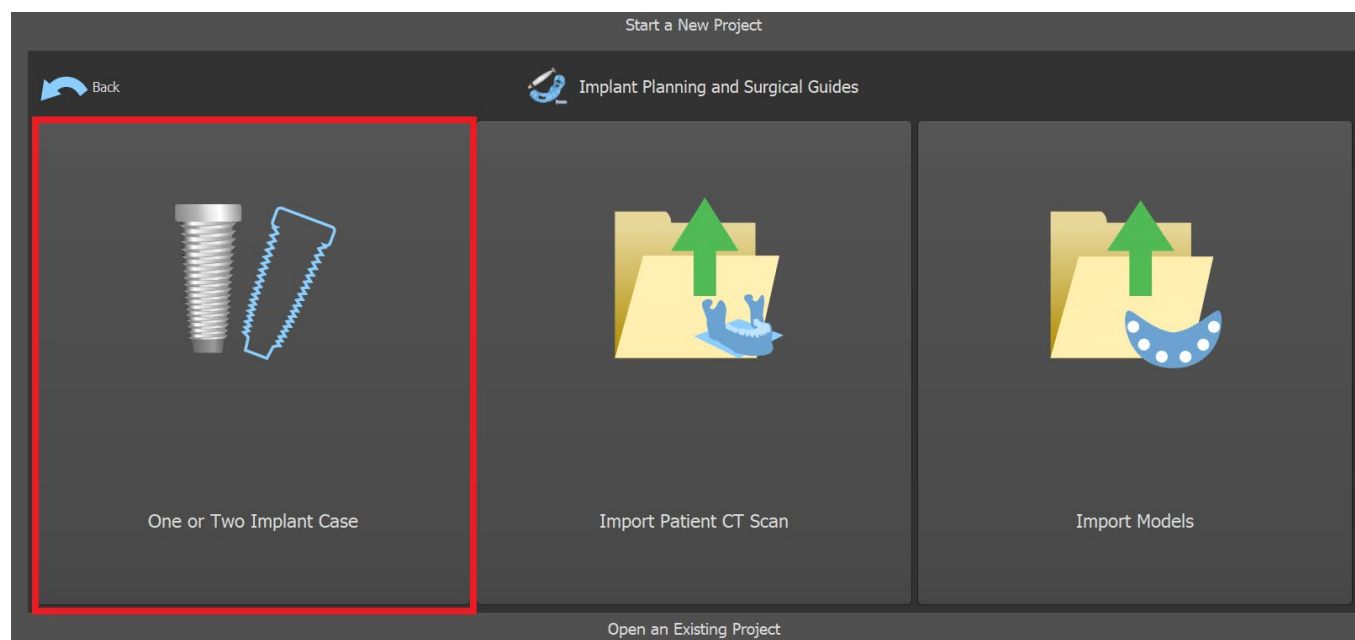 Start a New Project
Back
Implant Planning and Surgical Guides
One or Two Implant Case
Import Patient CT Scan
Import Models
Open an Existing Project